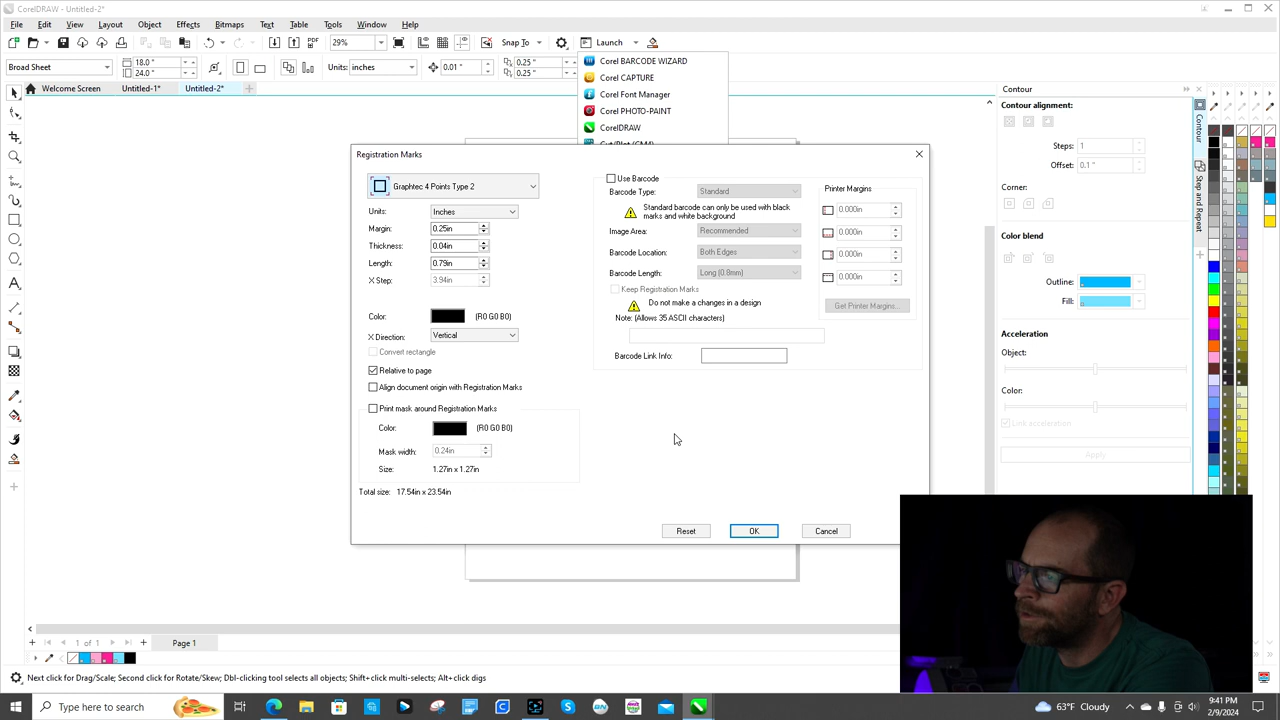 CorelDRAW - Untitled-2*
File Edit View Layout Object Effects Bitmaps Text Table Tools Window Help
PDF 29% Snap To Launch
Broad Sheet 18.0 " 24.0 " Units: inches 0.01 " 0.25 " 0.25 "
Welcome Screen Untitled-1* Untitled-2*
Corel BARCODE WIZARD
Corel CAPTURE
Corel Font Manager
Corel PHOTO-PAINT
CorelDRAW
Registration Marks
Graphtec 4 Points Type 2
Units: Inches
Margin: 0.25in
Thickness: 0.04in
Length: 0.79in
X Step: 3.94in
Color: (R0 G0 B0)
X Direction: Vertical
Convert rectangle
Relative to page
Align document origin with Registration Marks
Print mask around Registration Marks
Color: (R0 G0 B0)
Mask width: 0.24in
Size: 1.27in x 1.27in
Total size: 17.54in x 23.54in
Use Barcode
Barcode Type: Standard
Standard barcode can only be used with black
marks and white background
Image Area: Recommended
Barcode Location: Both Edges
Barcode Length: Long (0.8mm)
Keep Registration Marks
Do not make a changes in a design
Note: (Allows 35 ASCII characters)
Barcode Link Info:
Printer Margins
0.000in
0.000in
0.000in
0.000in
Get Printer Margins...
Reset OK Cancel
Contour
Contour alignment:
Steps: 1
Offset: 0.1 "
Corner:
Color blend
Outline:
Fill:
Acceleration
Object:
Color:
Link acceleration
Apply
Contour
Step and Repeat
1 of 1 Page 1
Next click for Drag/Scale; Second click for Rotate/Skew; Dbl-clicking tool selects all objects; Shift+click multi-selects; Alt+click digs
Type here to search
63°F Cloudy
9:41 PM
2/9/2024